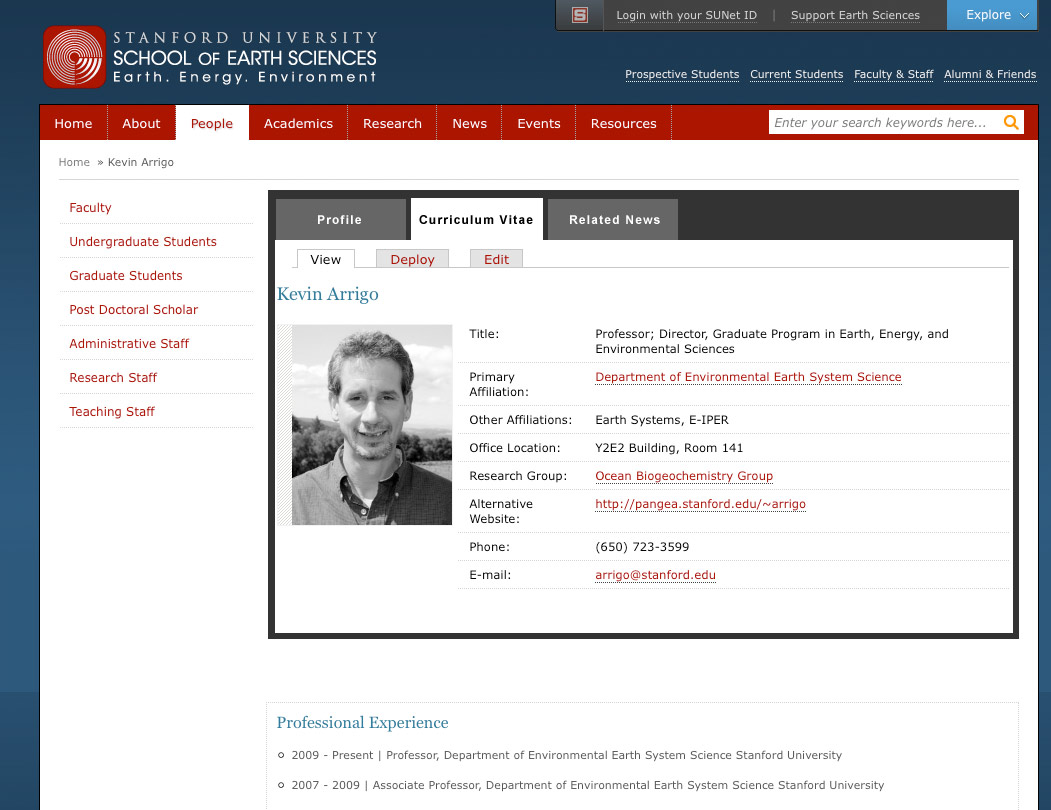 S Login with your SUNet ID | Support Earth Sciences Explore
STANFORD UNIVERSITY
SCHOOL OF EARTH SCIENCES
Earth. Energy. Environment
Prospective Students Current Students Faculty & Staff Alumni & Friends
Home About People Academics Research News Events Resources Enter your search keywords here...
Home » Kevin Arrigo
Faculty
Undergraduate Students
Graduate Students
Post Doctoral Scholar
Administrative Staff
Research Staff
Teaching Staff
Profile Curriculum Vitae Related News
View Deploy Edit
Kevin Arrigo
Title: Professor; Director, Graduate Program in Earth, Energy, and
Environmental Sciences
Primary Department of Environmental Earth System Science
Affiliation:
Other Affiliations: Earth Systems, E-IPER
Office Location: Y2E2 Building, Room 141
Research Group: Ocean Biogeochemistry Group
Alternative http://pangea.stanford.edu/~arrigo
Website:
Phone: (650) 723-3599
E-mail: arrigo@stanford.edu
Professional Experience
2009 - Present | Professor, Department of Environmental Earth System Science Stanford University
2007 - 2009 | Associate Professor, Department of Environmental Earth System Science Stanford University